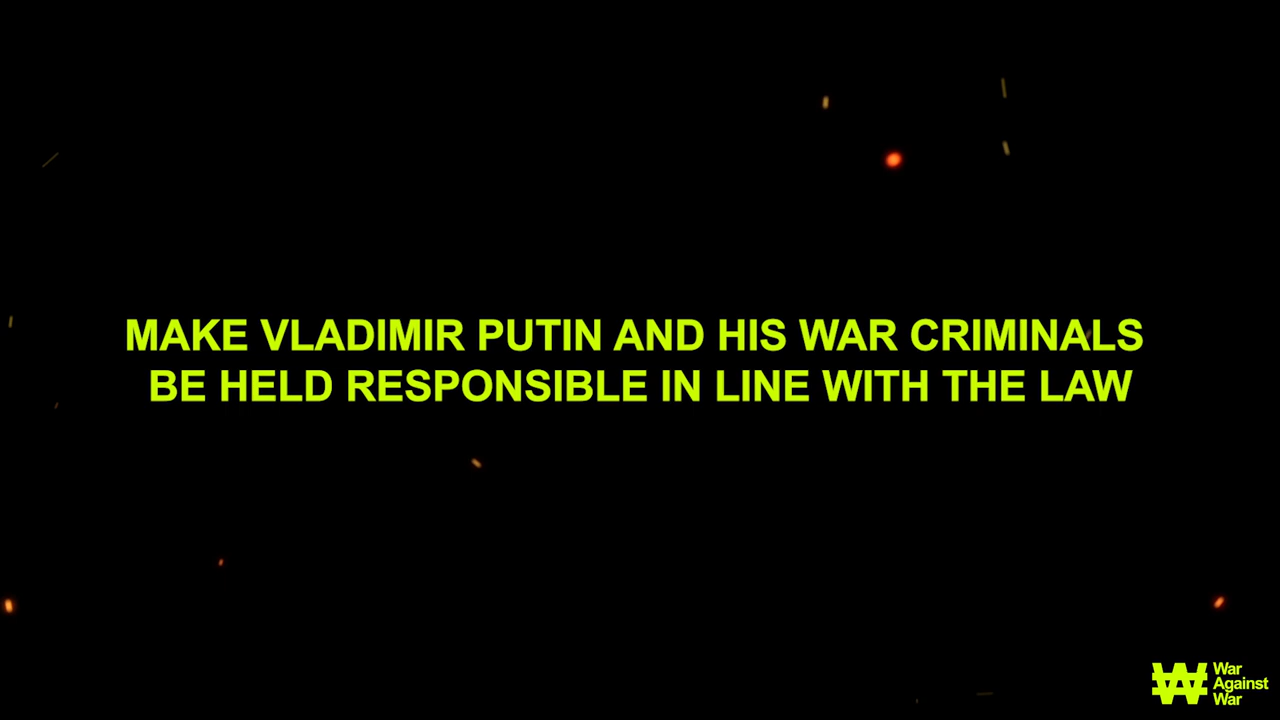 MAKE VLADIMIR PUTIN AND HIS WAR CRIMINALS
BE HELD RESPONSIBLE IN LINE WITH THE LAW
War
Against
War